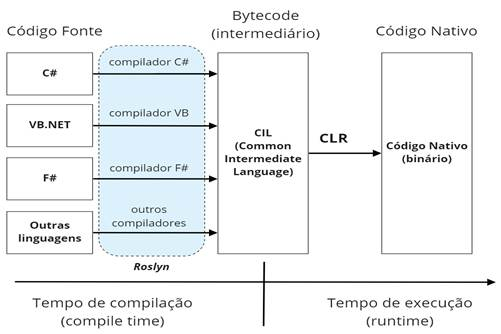 Código Fonte
Bytecode
(intermediário)
Código Nativo
C#
compilador C#
VB.NET
compilador VB
F#
compilador F#
Outras
linguagens
outros
compiladores
Roslyn
CIL
(Common
Intermediate
Language)
CLR
Código Nativo
(binário)
Tempo de compilação
(compile time)
Tempo de execução
(runtime)